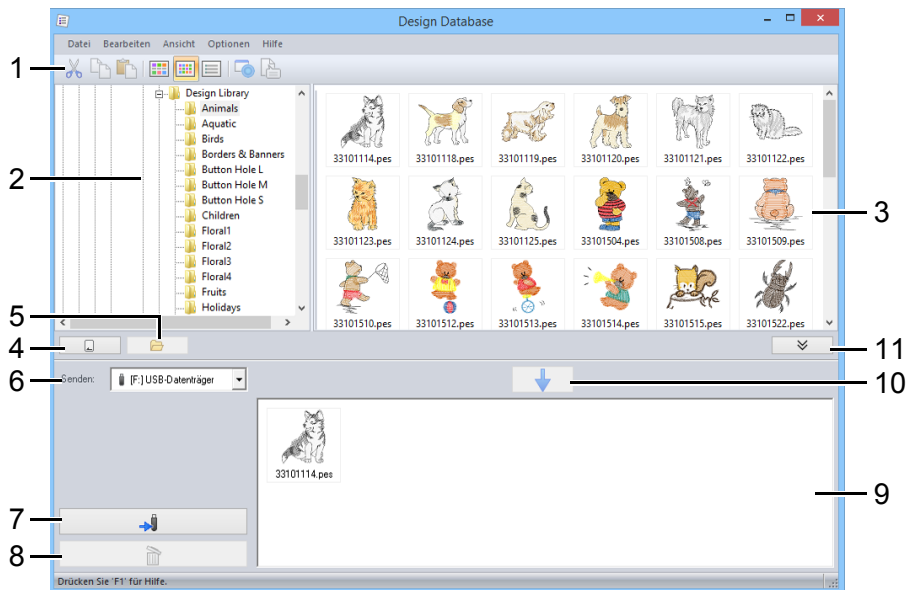 Design Database
Datei Bearbeiten Ansicht Optionen Hilfe
1
Design Library
Animals
Aquatic
Birds
Borders & Banners
Button Hole L
Button Hole M
Button Hole S
Children
Floral1
Floral2
Floral3
Floral4
Fruits
Holidays
2
33101114.pes 33101118.pes 33101119.pes 33101120.pes 33101121.pes 33101122.pes
33101123.pes 33101124.pes 33101125.pes 33101504.pes 33101508.pes 33101509.pes
3
33101510.pes 33101512.pes 33101513.pes 33101514.pes 33101515.pes 33101522.pes
5
4
11
6
Senden: [F:] USB-Datenträger
10
33101114.pes
9
7
8
Drücken Sie 'F1' für Hilfe.